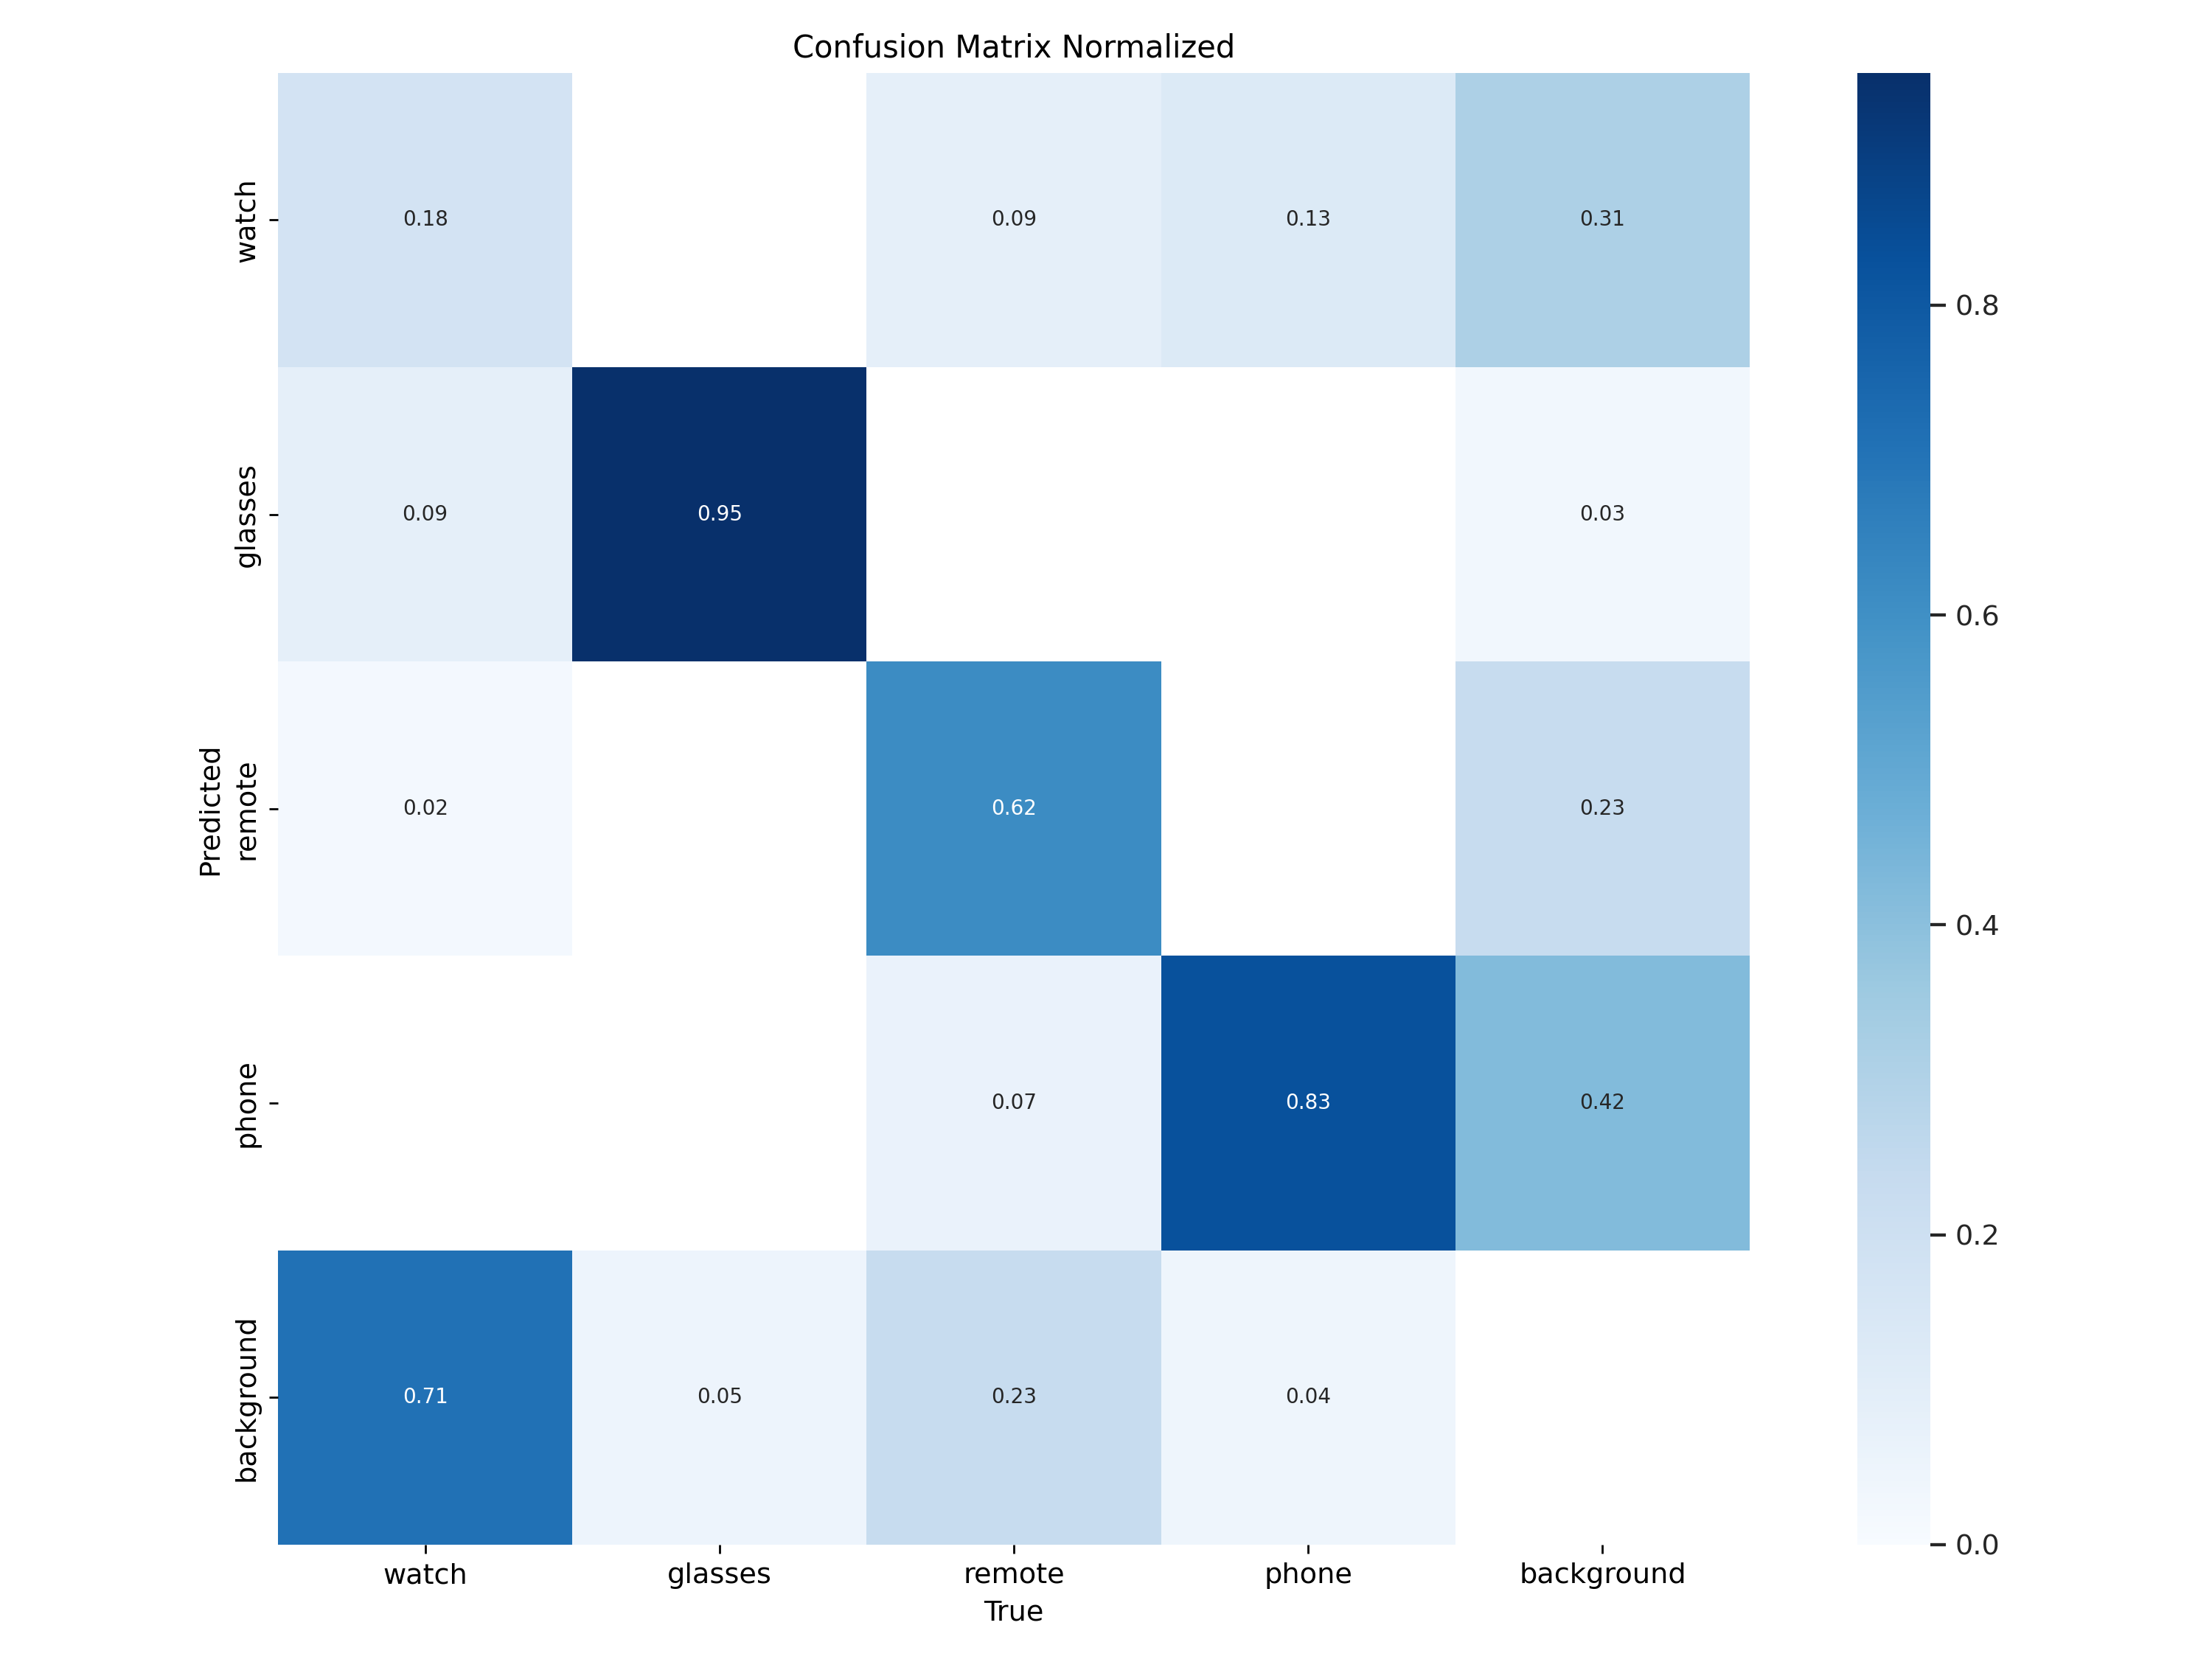 Confusion Matrix Normalized
watch
0.18
0.09
0.13
0.31
0.8
glasses
0.09
0.95
0.03
0.6
Predicted
remote
0.02
0.62
0.23
0.4
phone
0.07
0.83
0.42
0.2
background
0.71
0.05
0.23
0.04
0.0
watch
glasses
remote
phone
background
True